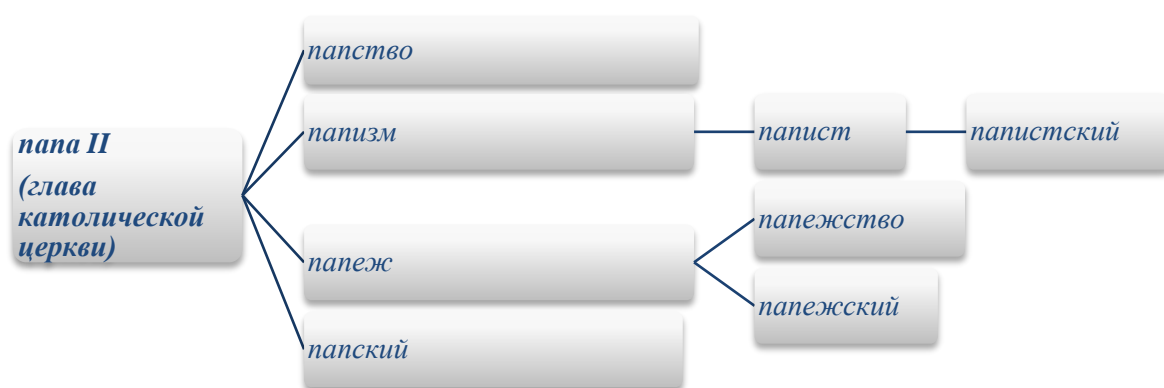 папа II
(глава
католической
церкви)
папство
папизм
папист
папистский
папеж
папежство
папежский
папский